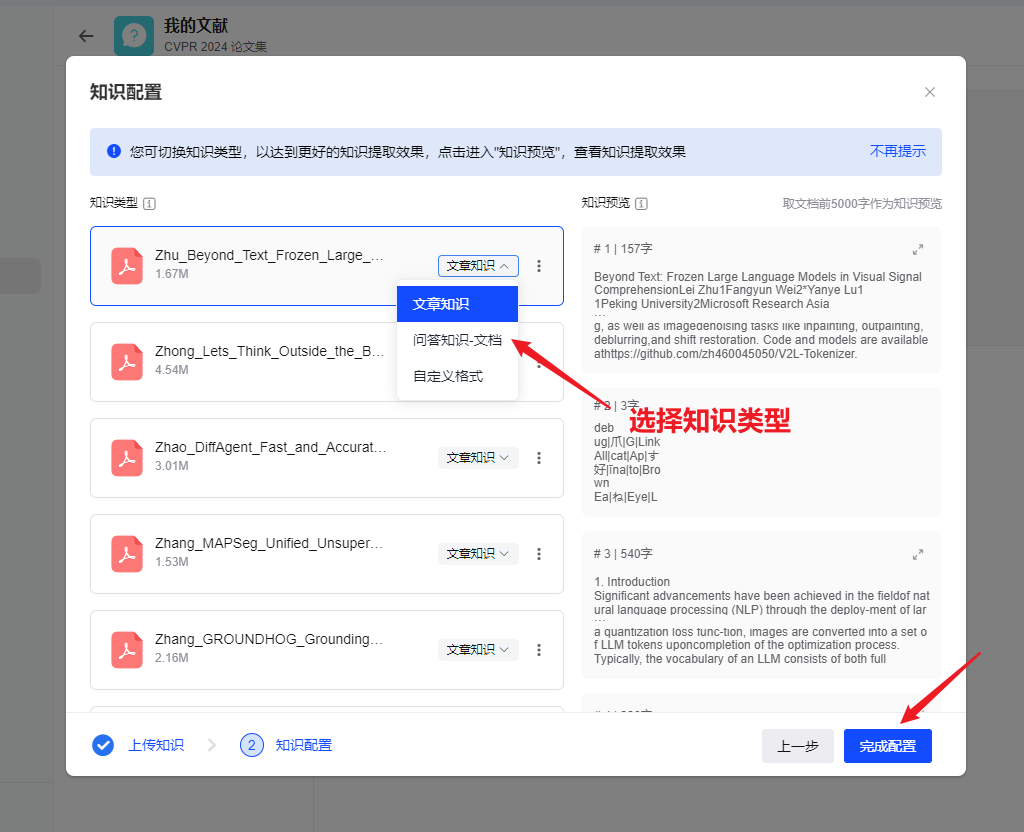 我的文献
CVPR 2024 论文集
知识配置
您可切换知识类型，以达到更好的知识提取效果，点击进入"知识预览"，查看知识提取效果
不再提示
知识类型
知识预览
取文档前5000字作为知识预览
Zhu_Beyond_Text_Frozen_Large_...
1.67M
文章知识
文章知识
问答知识-文档
自定义格式
Zhong_Lets_Think_Outside_the_B...
4.54M
Zhao_DiffAgent_Fast_and_Accurat...
3.01M
文章知识
Zhang_MAPSeg_Unified_Unsuper...
1.53M
文章知识
Zhang_GROUNDHOG_Grounding...
2.16M
文章知识
# 1 | 157字
Beyond Text: Frozen Large Language Models in Visual Signal
ComprehensionLei Zhu1Fangyun Wei2*Yanye Lu1
1Peking University2Microsoft Research Asia
...
g, as well as imagedenoising tasks like inpainting, outpainting,
deblurring,and shift restoration. Code and models are available
athttps://github.com/zh460045050/V2L-Tokenizer.
# 2 | 3字
选择知识类型
deb
ug|爪|G|Link
All|cat|Ap|す
好|īna|to|Bro
wn
Ea|ね|Eye|L
# 3 | 540字
1. Introduction
Significant advancements have been achieved in the fieldof nat
ural language processing (NLP) through the deploy-ment of lar
...
a quantization loss func-tion, images are converted into a set o
f LLM tokens uponcompletion of the optimization process.
Typically, the vocabulary of an LLM consists of both full
上传知识
2
知识配置
上一步
完成配置